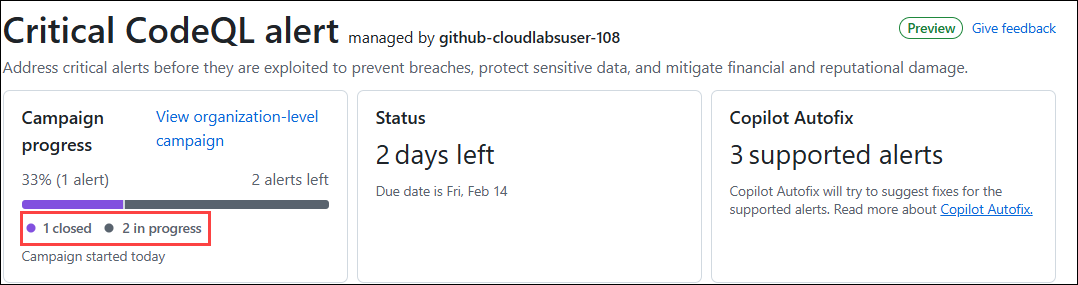 Critical CodeQL alert managed by github-cloudlabsuser-108
Preview Give feedback
Address critical alerts before they are exploited to prevent breaches, protect sensitive data, and mitigate financial and reputational damage.
Campaign progress
View organization-level campaign
33% (1 alert) 2 alerts left
1 closed 2 in progress
Campaign started today
Status
2 days left
Due date is Fri, Feb 14
Copilot Autofix
3 supported alerts
Copilot Autofix will try to suggest fixes for the
supported alerts. Read more about Copilot Autofix.